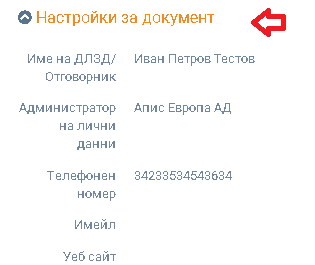 Настройки за документ
Име на ДЛЗД/ Иван Петров Тестов
Отговорник
Администратор Апис Европа АД
на лични
данни
Телефонен 34233534543634
номер
Имейл
Уеб сайт